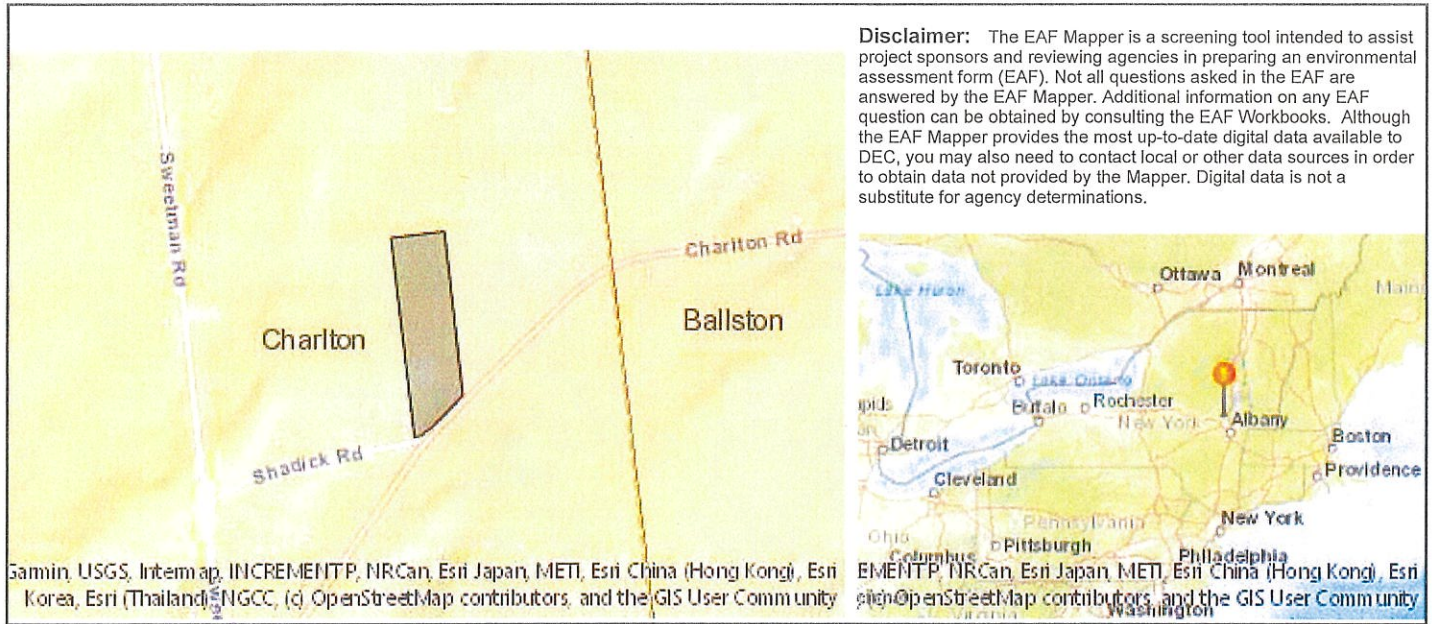 Disclaimer: The EAF Mapper is a screening tool intended to assist
project sponsors and reviewing agencies in preparing an environmental
assessment form (EAF). Not all questions asked in the EAF are
answered by the EAF Mapper. Additional information on any EAF
question can be obtained by consulting the EAF Workbooks. Although
the EAF Mapper provides the most up-to-date digital data available to
DEC, you may also need to contact local or other data sources in order
to obtain data not provided by the Mapper. Digital data is not a
substitute for agency determinations.
Sweetman Rd
Charlton Rd
Charlton
Ballston
Shadick Rd
Garmin, USGS, Intermap, INCREMENT P, NRCan, Esri Japan, METI, Esri China (Hong Kong), Esri
Korea, Esri (Thailand), NGCC, (c) OpenStreetMap contributors, and the GIS User Community
Ottawa
Montreal
Lake Huron
Toronto
Lake Ontario
Buffalo
Rochester
New York
Albany
Detroit
Boston
Providence
Cleveland
New York
Pennsylvania
Ohio
Pittsburgh
Columbus
Philadelphia
EMENT P, NRCan, Esri Japan, METI, Esri China (Hong Kong), Esri
OpenStreetMap contributors, and the GIS User Community
Washington